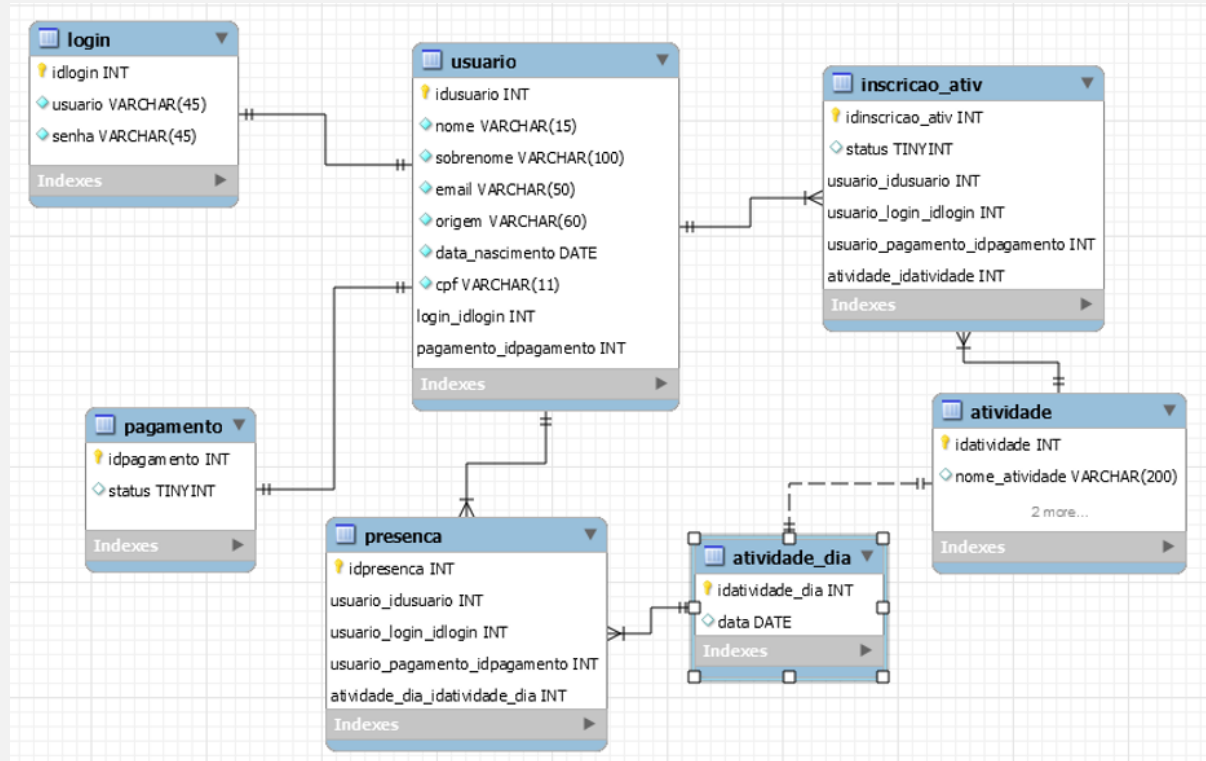 login
idlogin INT
usuario VARCHAR(45)
senha VARCHAR(45)
Indexes
usuario
idusuario INT
nome VARCHAR(15)
sobrenome VARCHAR(100)
email VARCHAR(50)
origem VARCHAR(60)
data_nascimento DATE
cpf VARCHAR(11)
login_idlogin INT
pagamento_idpagamento INT
Indexes
inscricao_ativ
idinscricao_ativ INT
status TINYINT
usuario_idusuario INT
usuario_login_idlogin INT
usuario_pagamento_idpagamento INT
atividade_idatividade INT
Indexes
pagamento
idpagamento INT
status TINYINT
Indexes
atividade
idatividade INT
nome_atividade VARCHAR(200)
2 more...
Indexes
presenca
idpresenca INT
usuario_idusuario INT
usuario_login_idlogin INT
usuario_pagamento_idpagamento INT
atividade_dia_idatividade_dia INT
Indexes
atividade_dia
idatividade_dia INT
data DATE
Indexes